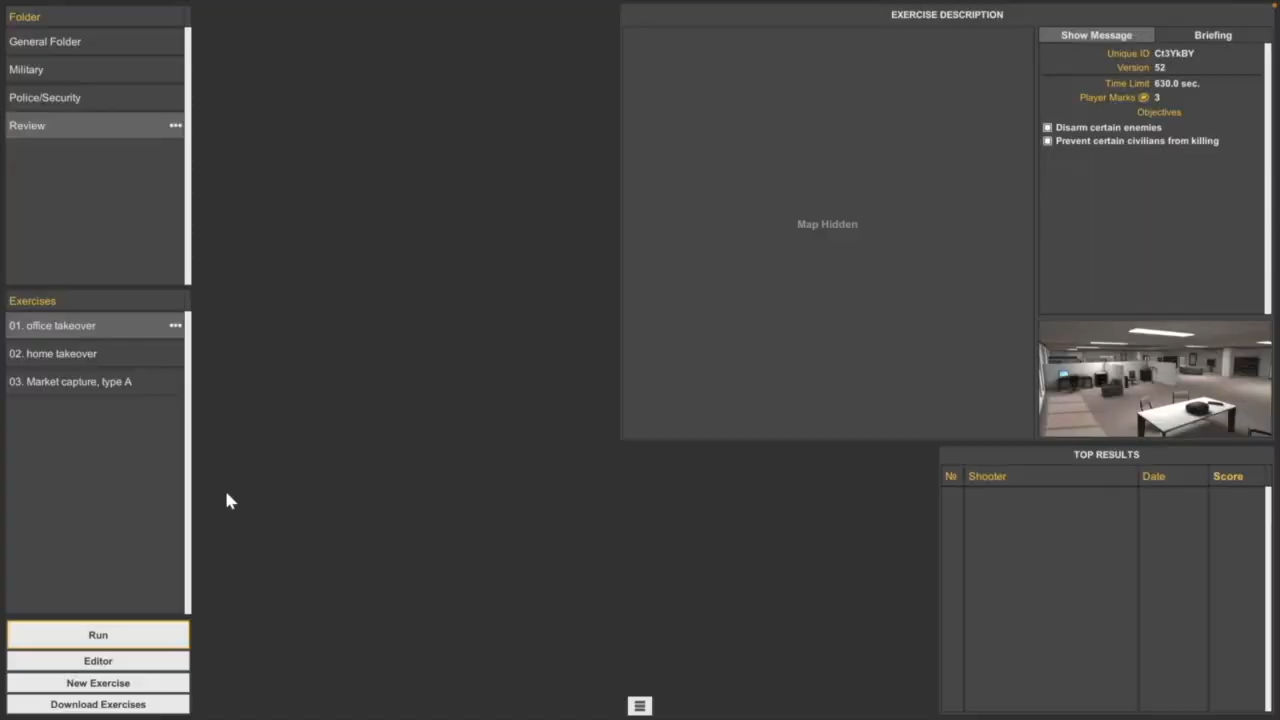 Folder
General Folder
Military
Police/Security
Review
Exercises
01. office takeover
02. home takeover
03. Market capture, type A
Run
Editor
New Exercise
Download Exercises
EXERCISE DESCRIPTION
Map Hidden
Show Message Briefing
Unique ID Ct3YkBY
Version 52
Time Limit 630.0 sec.
Player Marks 3
Objectives
Disarm certain enemies
Prevent certain civilians from killing
TOP RESULTS
№ Shooter Date Score